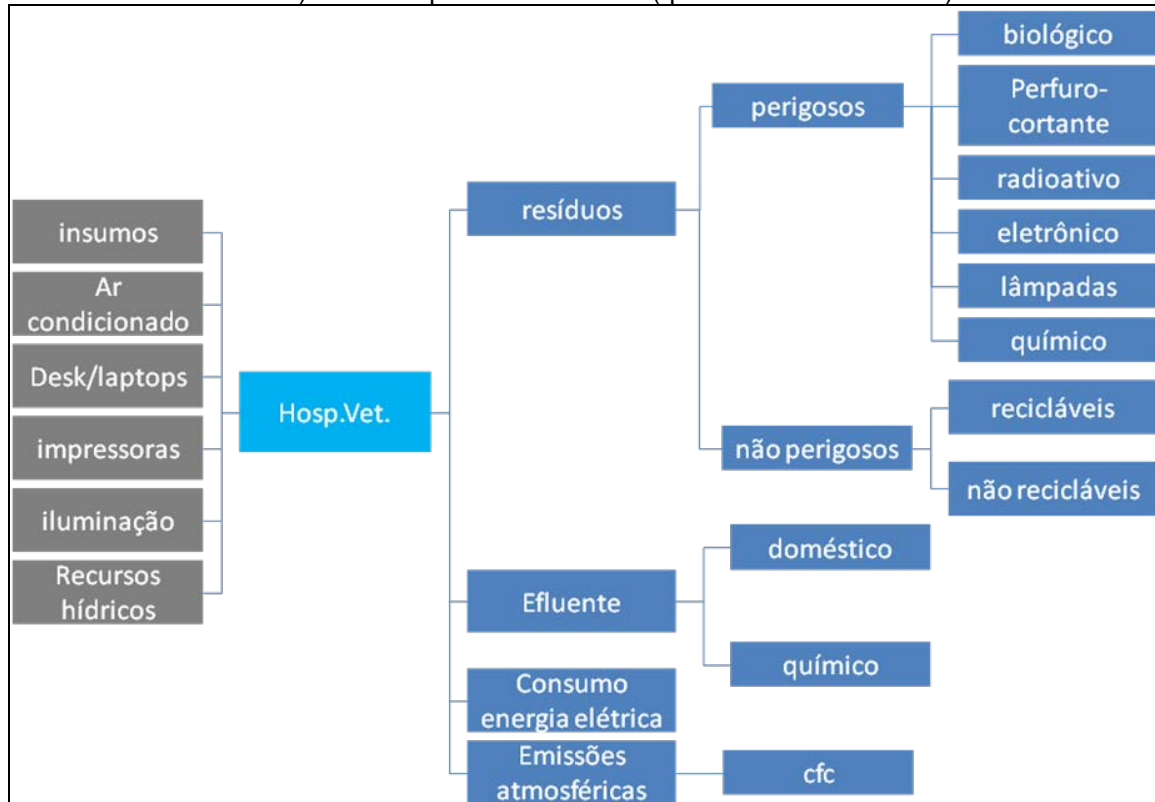 biológico
perigosos
Perfuro-
cortante
resíduos
radioativo
insumos
eletrônico
Ar
condicionado
lâmpadas
químico
Desk/laptops
Hosp.Vet.
recicláveis
impressoras
não perigosos
não recicláveis
iluminação
doméstico
Recursos
hídricos
Efluente
químico
Consumo
energia elétrica
Emissões
atmosféricas
cfc